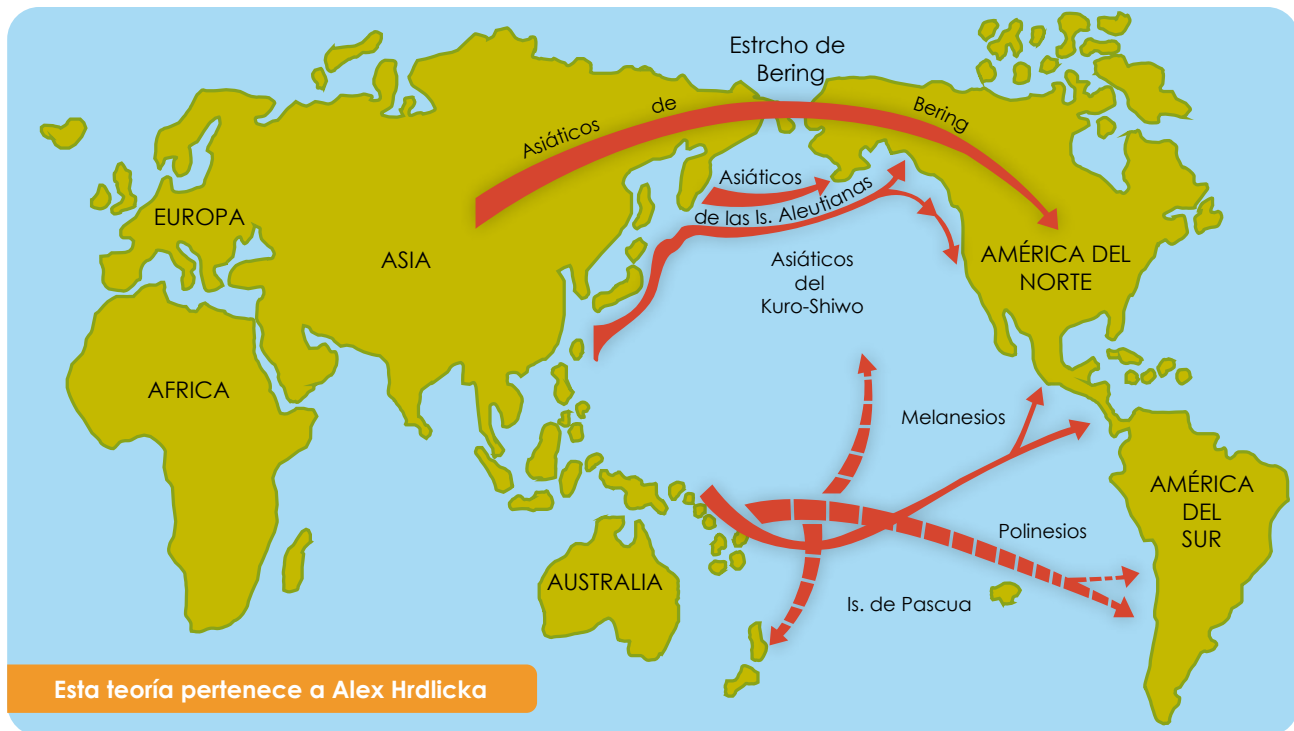 Estrcho de
Bering
Asiáticos de Bering
Asiáticos
de las Is. Aleutianas
EUROPA
ASIA
Asiáticos
del
Kuro-Shiwo
AMÉRICA DEL
NORTE
AFRICA
Melanesios
AMÉRICA
DEL
SUR
Polinesios
AUSTRALIA
Is. de Pascua
Esta teoría pertenece a Alex Hrdlicka